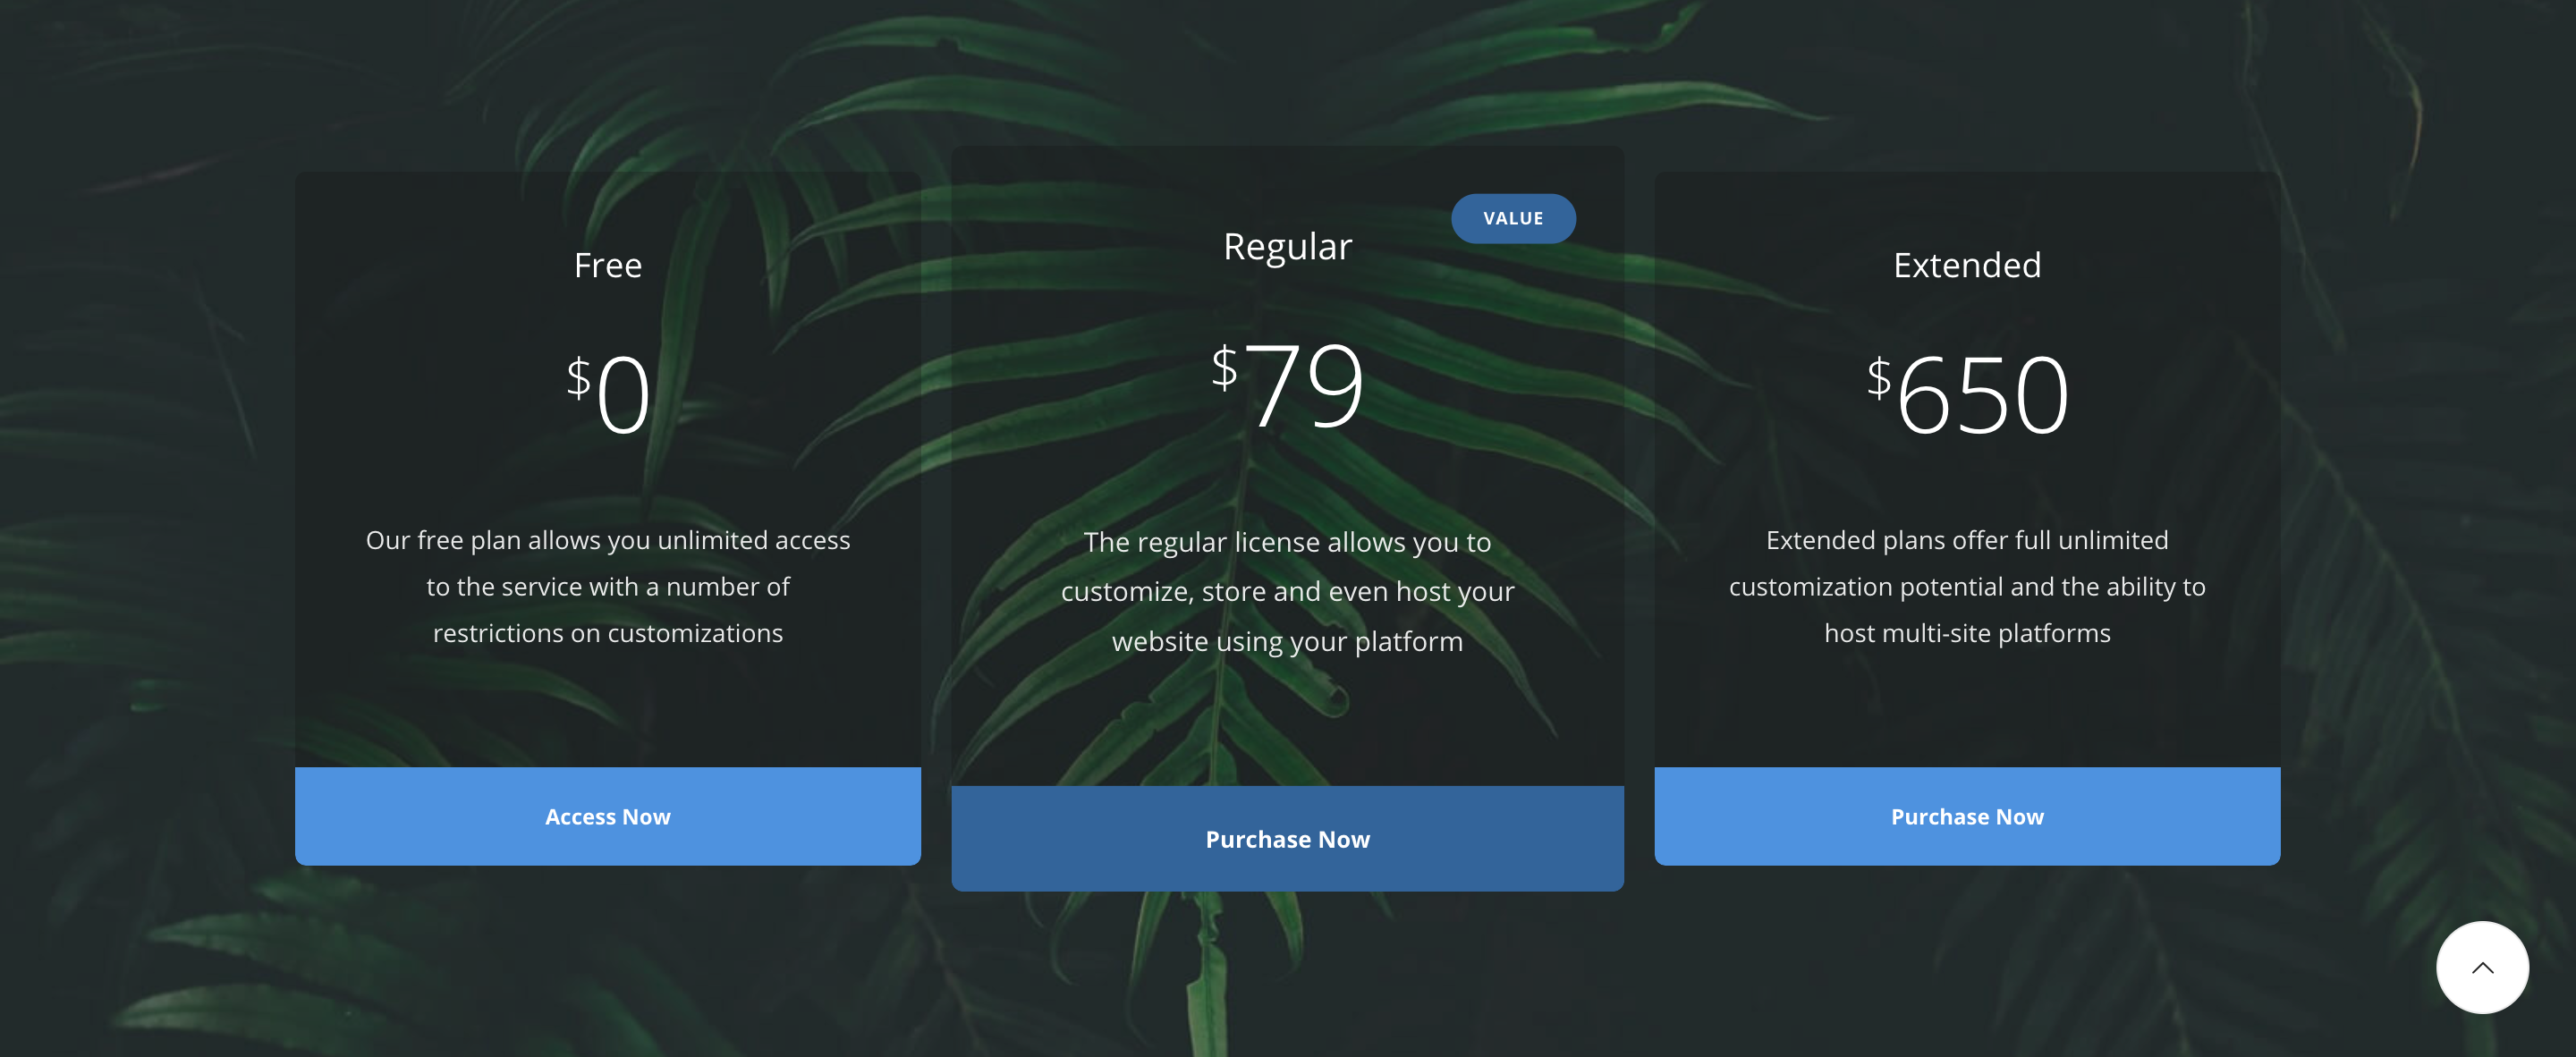 Free
$0
Our free plan allows you unlimited access
to the service with a number of
restrictions on customizations
Access Now
VALUE
Regular
$79
The regular license allows you to
customize, store and even host your
website using your platform
Purchase Now
Extended
$650
Extended plans offer full unlimited
customization potential and the ability to
host multi-site platforms
Purchase Now